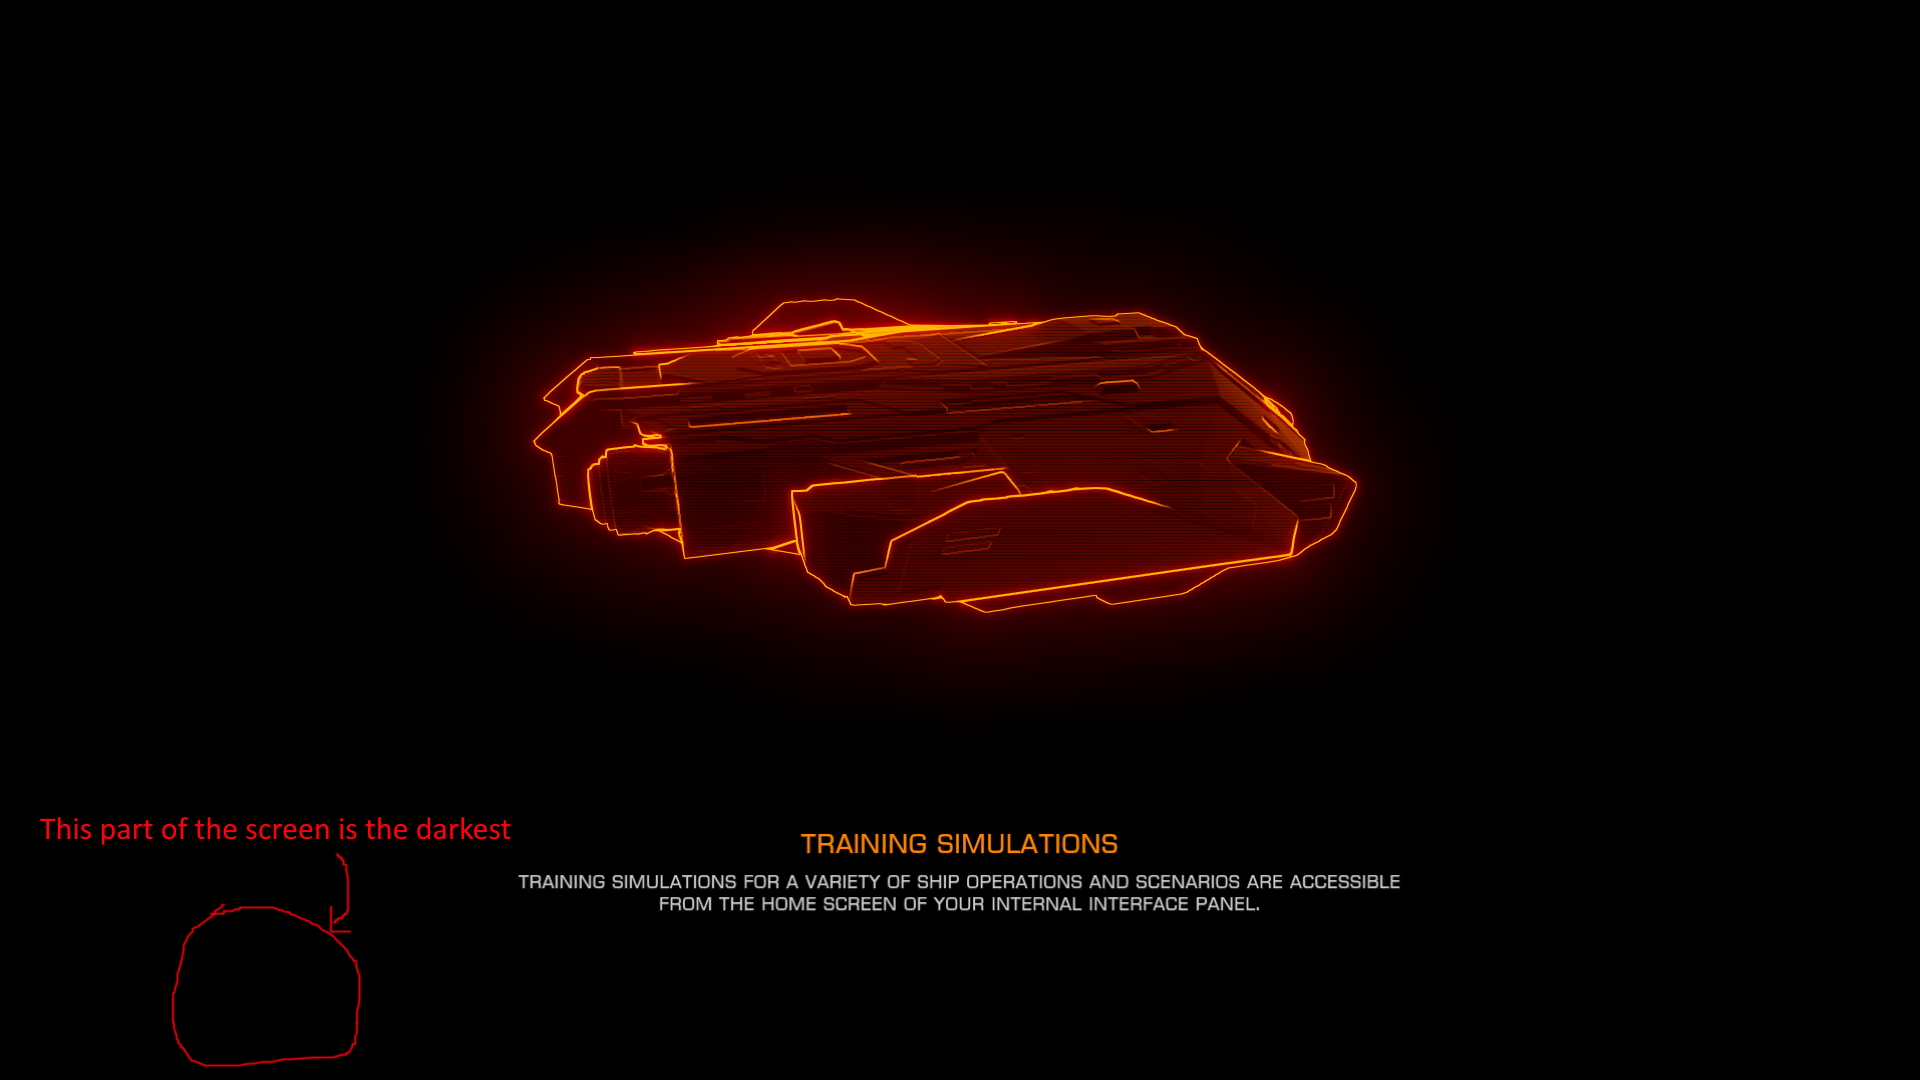 This part of the screen is the darkest
TRAINING SIMULATIONS
TRAINING SIMULATIONS FOR A VARIETY OF SHIP OPERATIONS AND SCENARIOS ARE ACCESSIBLE
FROM THE HOME SCREEN OF YOUR INTERNAL INTERFACE PANEL.